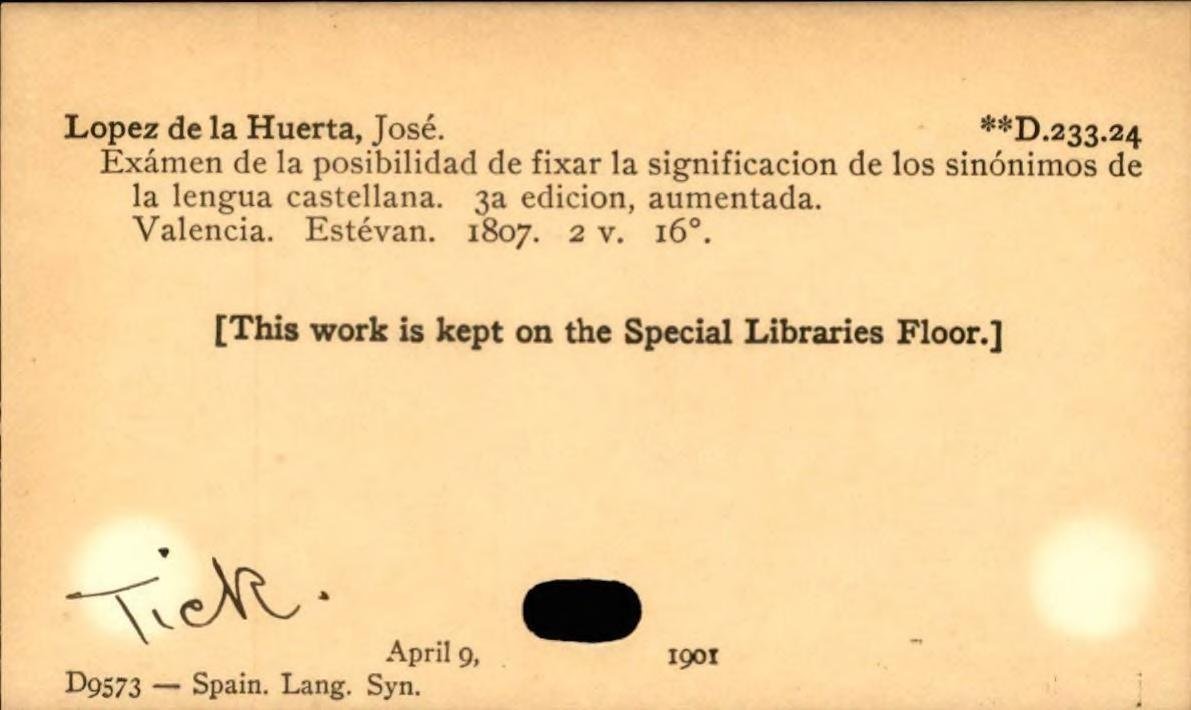 Lopez de la Huerta, José. **D.233.24
Exámen de la posibilidad de fixar la significacion de los sinónimos de
la lengua castellana. 3a edicion, aumentada.
Valencia. Estévan. 1807. 2 v. 16°.
[This work is kept on the Special Libraries Floor.]
Tick.
April 9, 1901
D9573 — Spain. Lang. Syn.